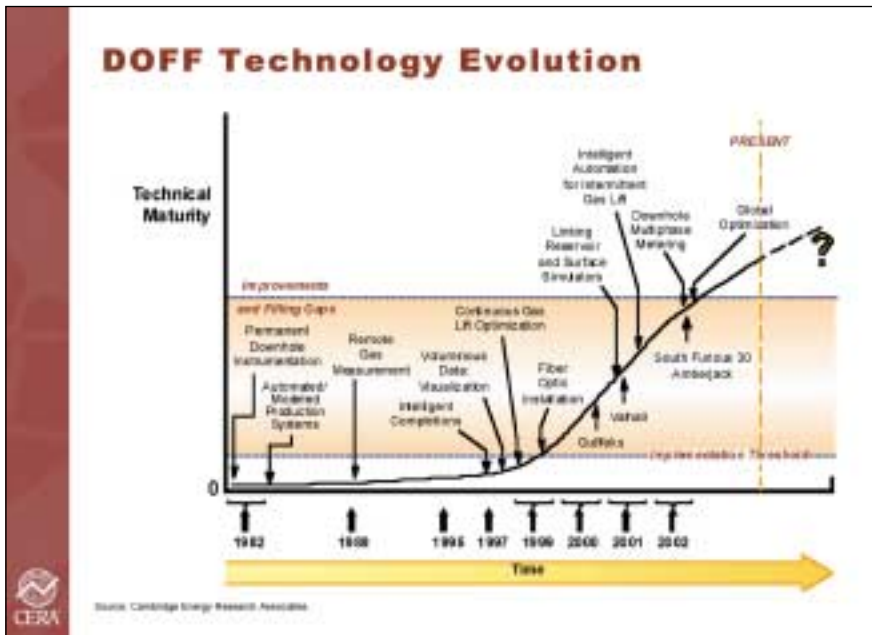 DOFF Technology Evolution
PRESENT
Technical
Maturity
Intelligent
Automation
for Intermittent
Gas Lift
Downhole
Multiphase
Metering
Global
Optimization
Linking
Reservoir
and Surface
Simulators
?
Improvements
and Filling Gaps
Continuous Gas
Lift Optimization
Permanent
Downhole
Instrumentation
Remote
Gas
Measurement
Voluminous
Data:
Visualization
Fiber
Optic
Installation
South Furious 30
Amberjack
Automated/
Modeled
Production
Systems
Intelligent
Completions
Valhall
Gullfaks
Implementation Threshold
0
1995
1997
1999
2000
2001
2002
Time
Source: Cambridge Energy Research Associates.
CERA